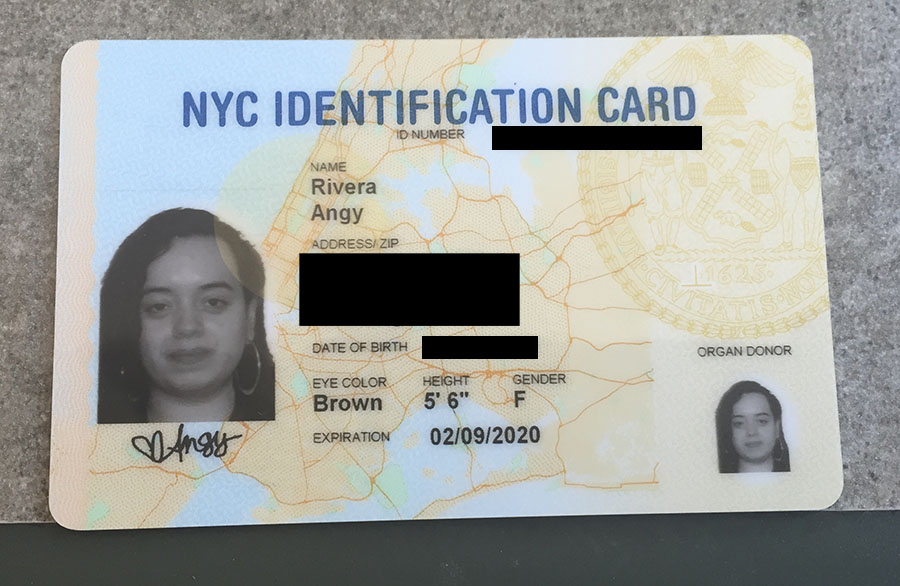 NYC IDENTIFICATION CARD
ID NUMBER
NAME
Rivera
Angy
ADDRESS/ ZIP
DATE OF BIRTH
EYE COLOR HEIGHT GENDER
Brown 5' 6" F
EXPIRATION 02/09/2020
Angy
ORGAN DONOR
1625